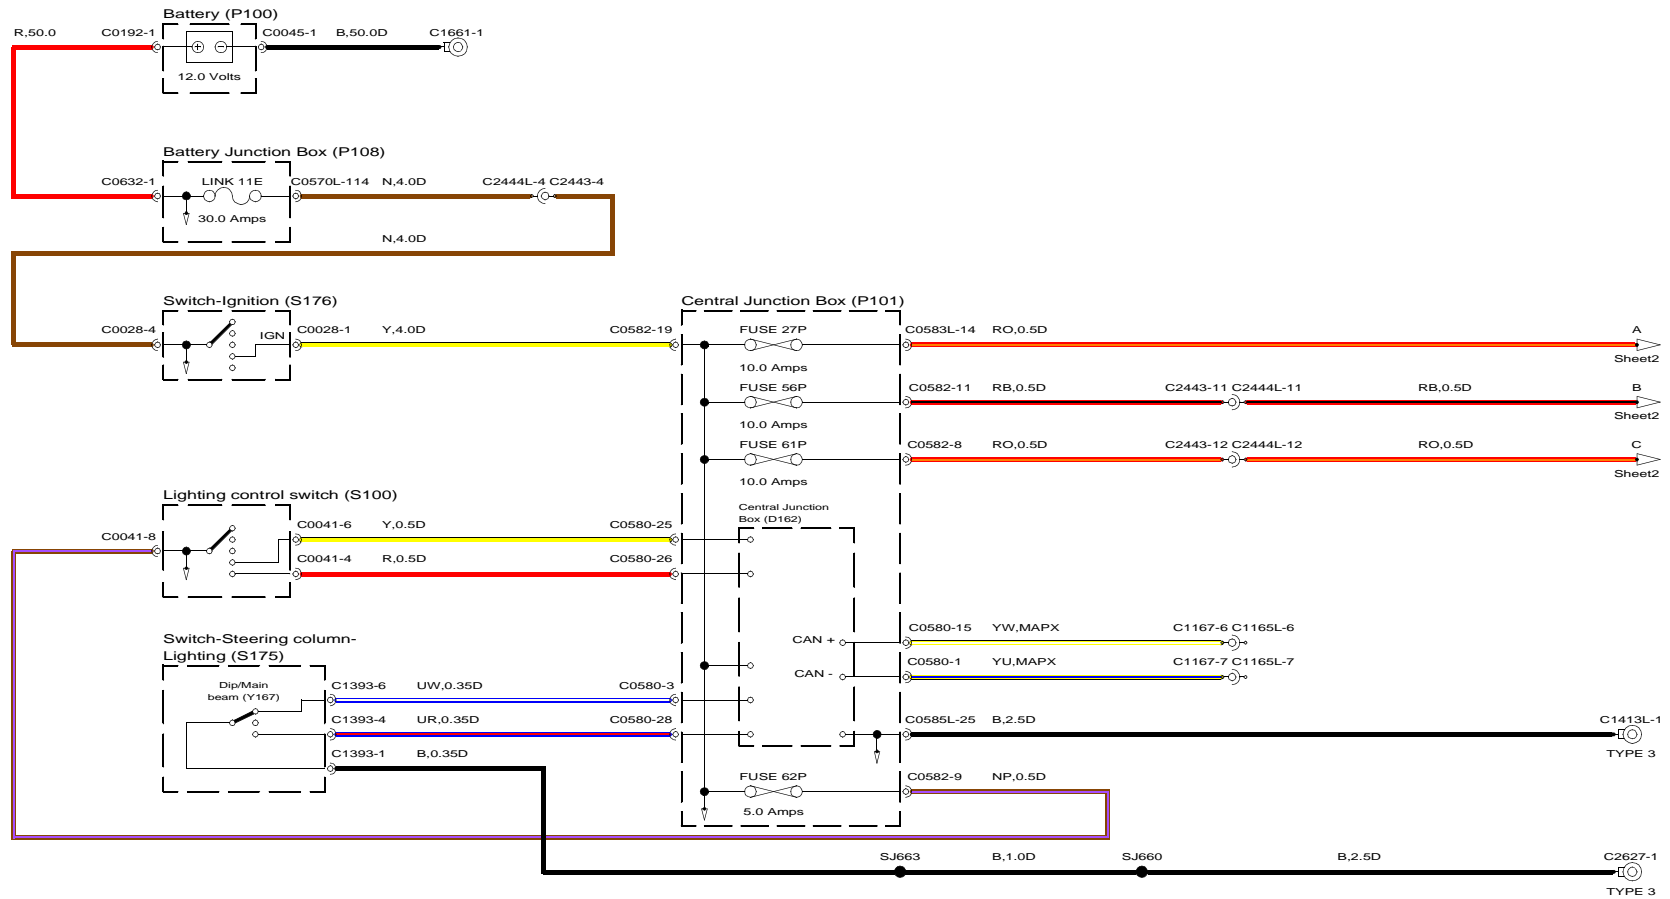 Battery (P100)
R,50.0 C0192-1 C0045-1 B,50.0D C1661-1
12.0 Volts
Battery Junction Box (P108)
C0632-1 LINK 11E C0570L-114 N,4.0D C2444L-4 C2443-4
30.0 Amps
N,4.0D
Switch-Ignition (S176) Central Junction Box (P101)
C0028-4 IGN C0028-1 Y,4.0D C0582-19 FUSE 27P C0583L-14 RO,0.5D A
Sheet2
10.0 Amps
FUSE 56P C0582-11 RB,0.5D C2443-11 C2444L-11 RB,0.5D B
Sheet2
10.0 Amps
FUSE 61P C0582-8 RO,0.5D C2443-12 C2444L-12 RO,0.5D C
Sheet2
10.0 Amps
Lighting control switch (S100)
Central Junction
Box (D162)
C0041-8 C0041-6 Y,0.5D C0580-25
C0041-4 R,0.5D C0580-26
CAN + C0580-15 YW,MAPX C1167-6 C1165L-6
Switch-Steering column-
Lighting (S175)
CAN - C0580-1 YU,MAPX C1167-7 C1165L-7
Dip/Main
beam (Y167)
C1393-6 UW,0.35D C0580-3
C1393-4 UR,0.35D C0580-28 C0585L-25 B,2.5D C1413L-1
TYPE 3
C1393-1 B,0.35D
FUSE 62P C0582-9 NP,0.5D
5.0 Amps
SJ663 B,1.0D SJ660 B,2.5D C2627-1
TYPE 3